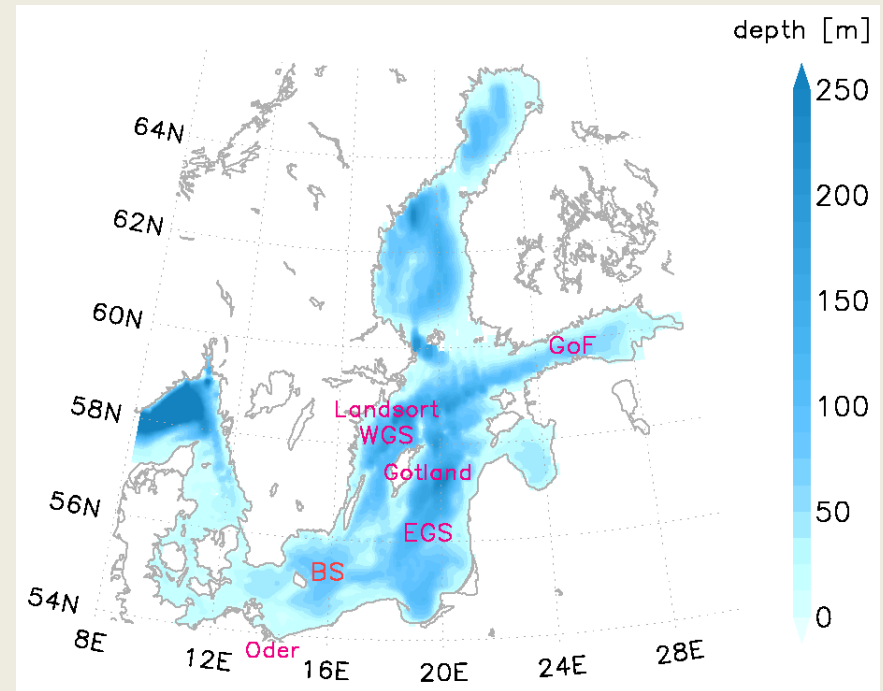 depth [m]
250
200
150
100
50
0
64N
62N
60N
58N
56N
54N
8E
12E
16E
20E
24E
28E
GoF
Landsort
WGS
Gotland
EGS
BS
Oder